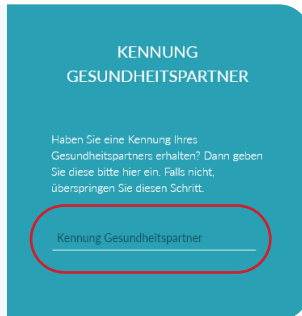 KENNUNG
GESUNDHEITSPARTNER
Haben Sie eine Kennung Ihres
Gesundheitspartners erhalten? Dann geben
Sie diese bitte hier ein. Falls nicht,
überspringen Sie diesen Schritt.
Kennung Gesundheitspartner